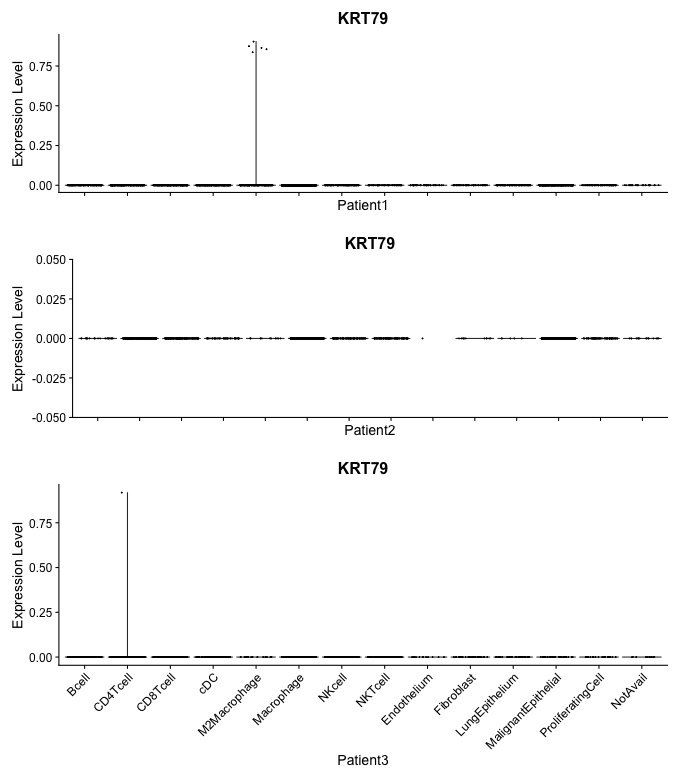 KRT79
Expression Level
0.75
0.50
0.25
0.00
Patient1
KRT79
Expression Level
0.050
0.025
0.000
-0.025
-0.050
Patient2
KRT79
Expression Level
0.75
0.50
0.25
0.00
Bcell
CD4Tcell
CD8Tcell
cDC
M2Macrophage
Macrophage
NKcell
NKTcell
Endothelium
Fibroblast
LungEpithelium
MalignantEpithelial
ProliferatingCell
NotAvail
Patient3